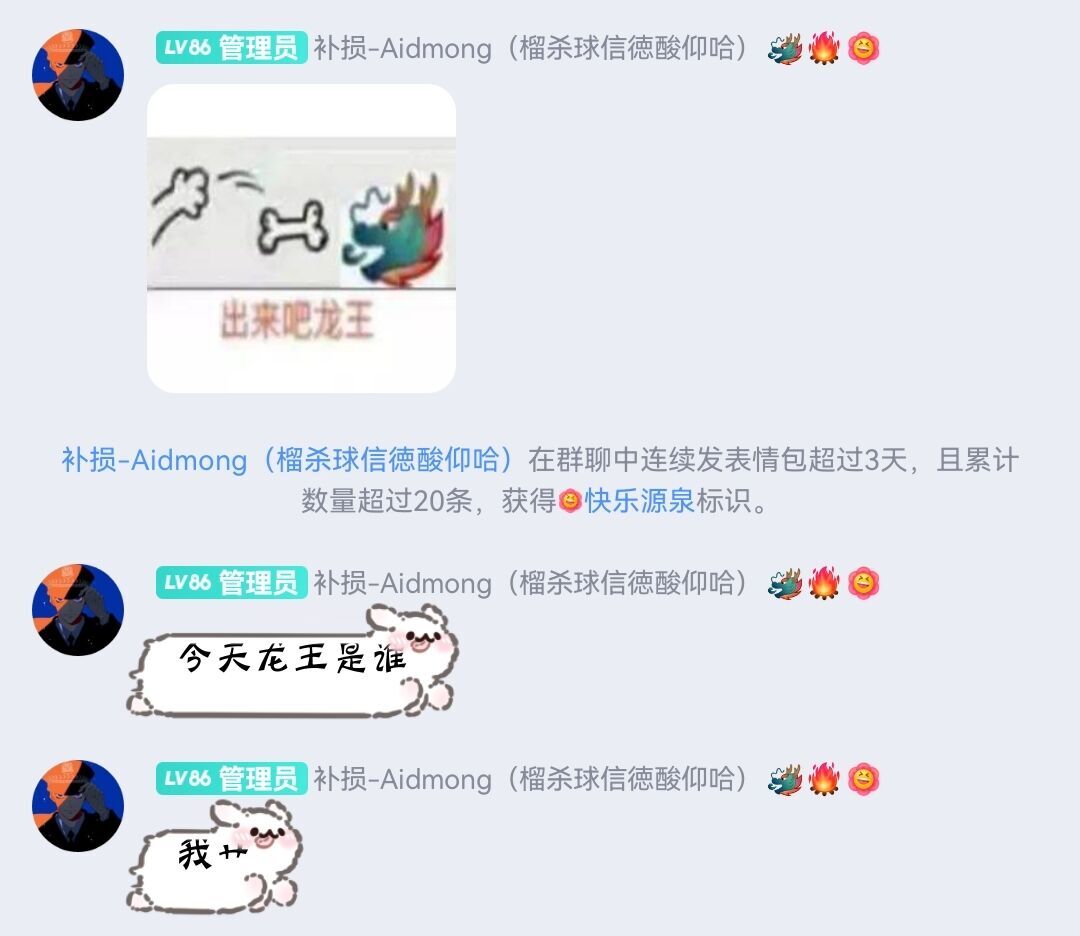 LV86 管理员 补损-Aidmong（榴杀球信徳酸仰哈）
出来吧龙王
补损-Aidmong（榴杀球信徳酸仰哈）在群聊中连续发表情包超过3天，且累计
数量超过20条，获得快乐源泉标识。
LV86 管理员 补损-Aidmong（榴杀球信徳酸仰哈）
今天龙王是谁
LV86 管理员 补损-Aidmong（榴杀球信徳酸仰哈）
我艹